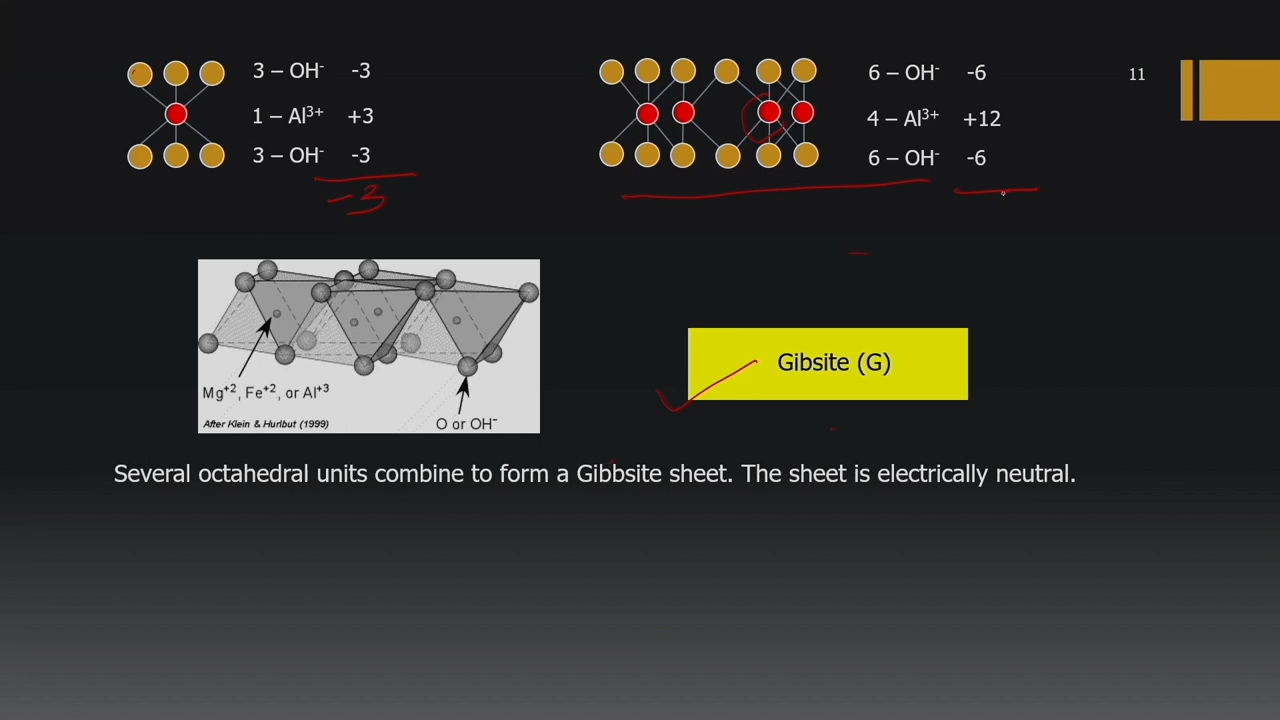 3 – OH⁻ -3
1 – Al³⁺ +3
3 – OH⁻ -3
-3
6 – OH⁻ -6
4 – Al³⁺ +12
6 – OH⁻ -6
11
Mg⁺², Fe⁺², or Al⁺³
O or OH⁻
After Klein & Hurlbut (1999)
Gibsite (G)
Several octahedral units combine to form a Gibbsite sheet. The sheet is electrically neutral.